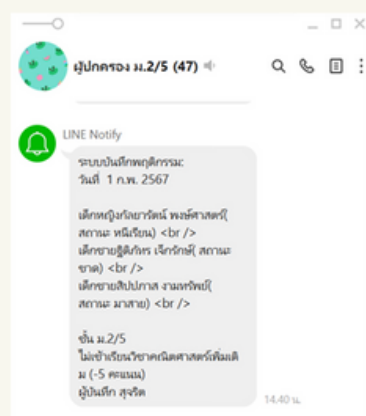 ผู้ปกครอง ม.2/5 (47)
LINE Notify
ระบบบันทึกพฤติกรรม:
วันที่ 1 ก.พ. 2567
เด็กหญิงกัลยารัตน์ พงษ์ศาสตร์(
สถานะ หนีเรียน) <br />
เด็กชายฐิติภัทร เจ็กรักษ์( สถานะ
ขาด) <br />
เด็กชายสิปปภาส งามทรัพย์(
สถานะ มาสาย) <br />
ชั้น ม.2/5
ไม่เข้าเรียนวิชาคณิตศาสตร์เพิ่มเติ
ม (-5 คะแนน)
ผู้บันทึก สุจริต
14.40 น.